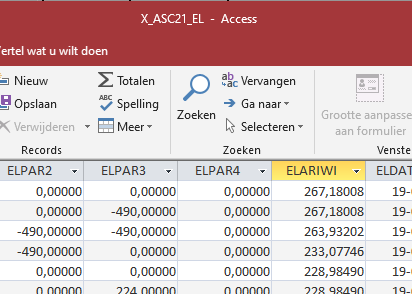 X_ASC21_EL - Access
ertel wat u wilt doen
Nieuw
Opslaan
Verwijderen
Records
Totalen
ABC
Spelling
Meer
Zoeken
ab
ac
Vervangen
Ga naar
Selecteren
Zoeken
Grootte aanpasse
aan formulier
Venste
ELPAR2 ELPAR3 ELPAR4 ELARIWI ELDAT
0,00000 0,00000 0,00000 267,18008 19-
0,00000 -490,00000 0,00000 267,18008 19-
-490,00000 -490,00000 0,00000 263,93202 19-
-490,00000 0,00000 0,00000 233,07746 19-
0,00000 0,00000 0,00000 228,98490 19-
0,00000 224,00000 0,00000 228,98490 19-